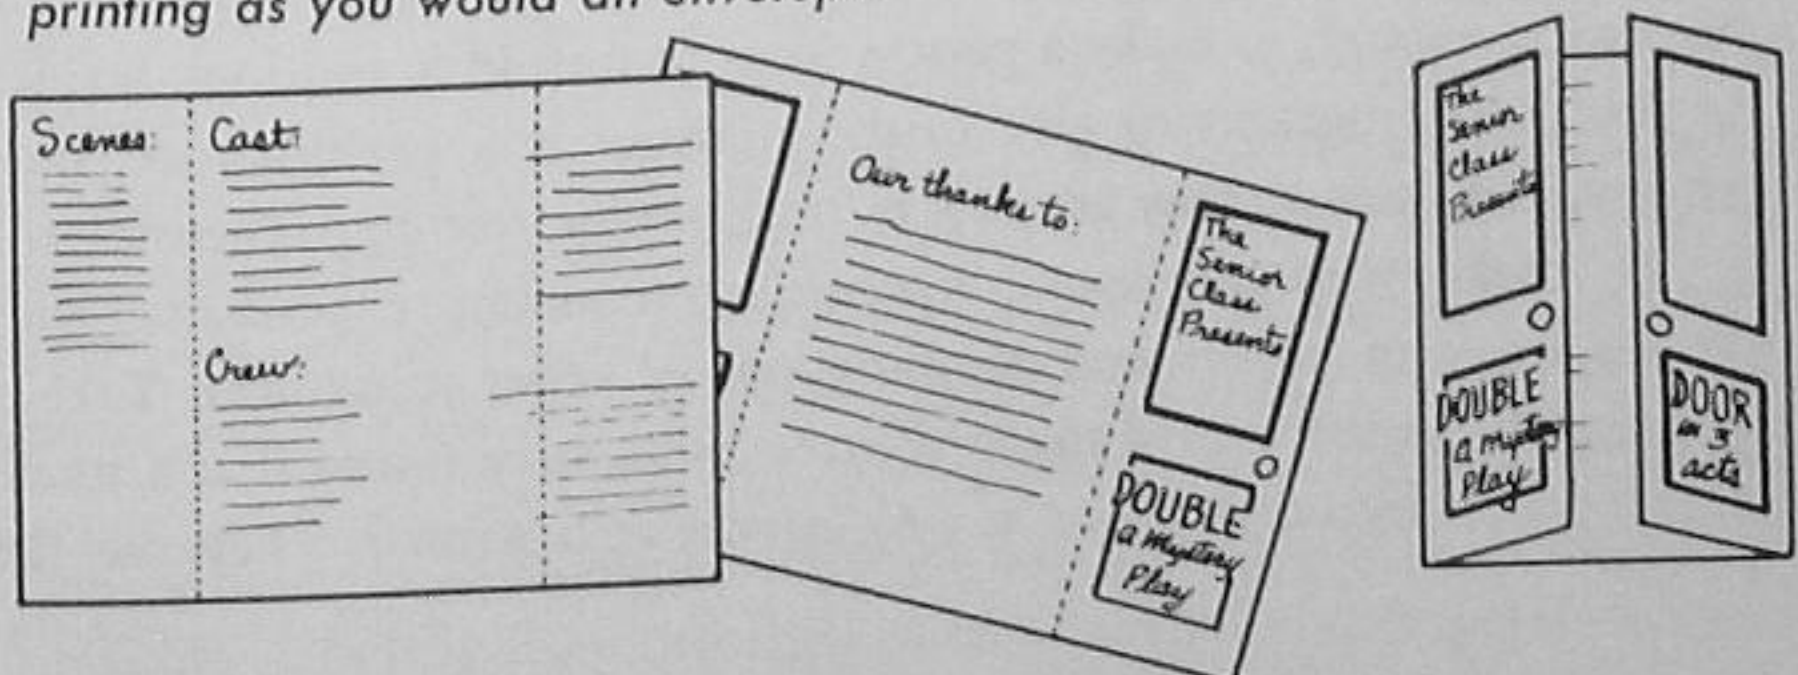 printing as you would an envelope
Scenes:
Cast:
Crew:
Our thanks to:
The
Senior
Class
Presents
DOUBLE
a Mystery
Play
The
Senior
Class
Presents
DOUBLE
a Mystery
Play
DOOR
in 3
acts